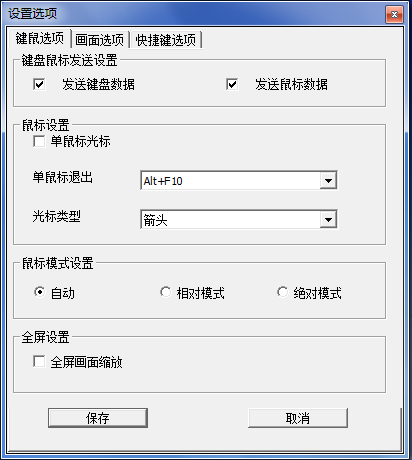 设置选项
键鼠选项 画面选项 快捷键选项
键盘鼠标发送设置
发送键盘数据 发送鼠标数据
鼠标设置
单鼠标光标
单鼠标退出 Alt+F10
光标类型 箭头
鼠标模式设置
自动 相对模式 绝对模式
全屏设置
全屏画面缩放
保存 取消